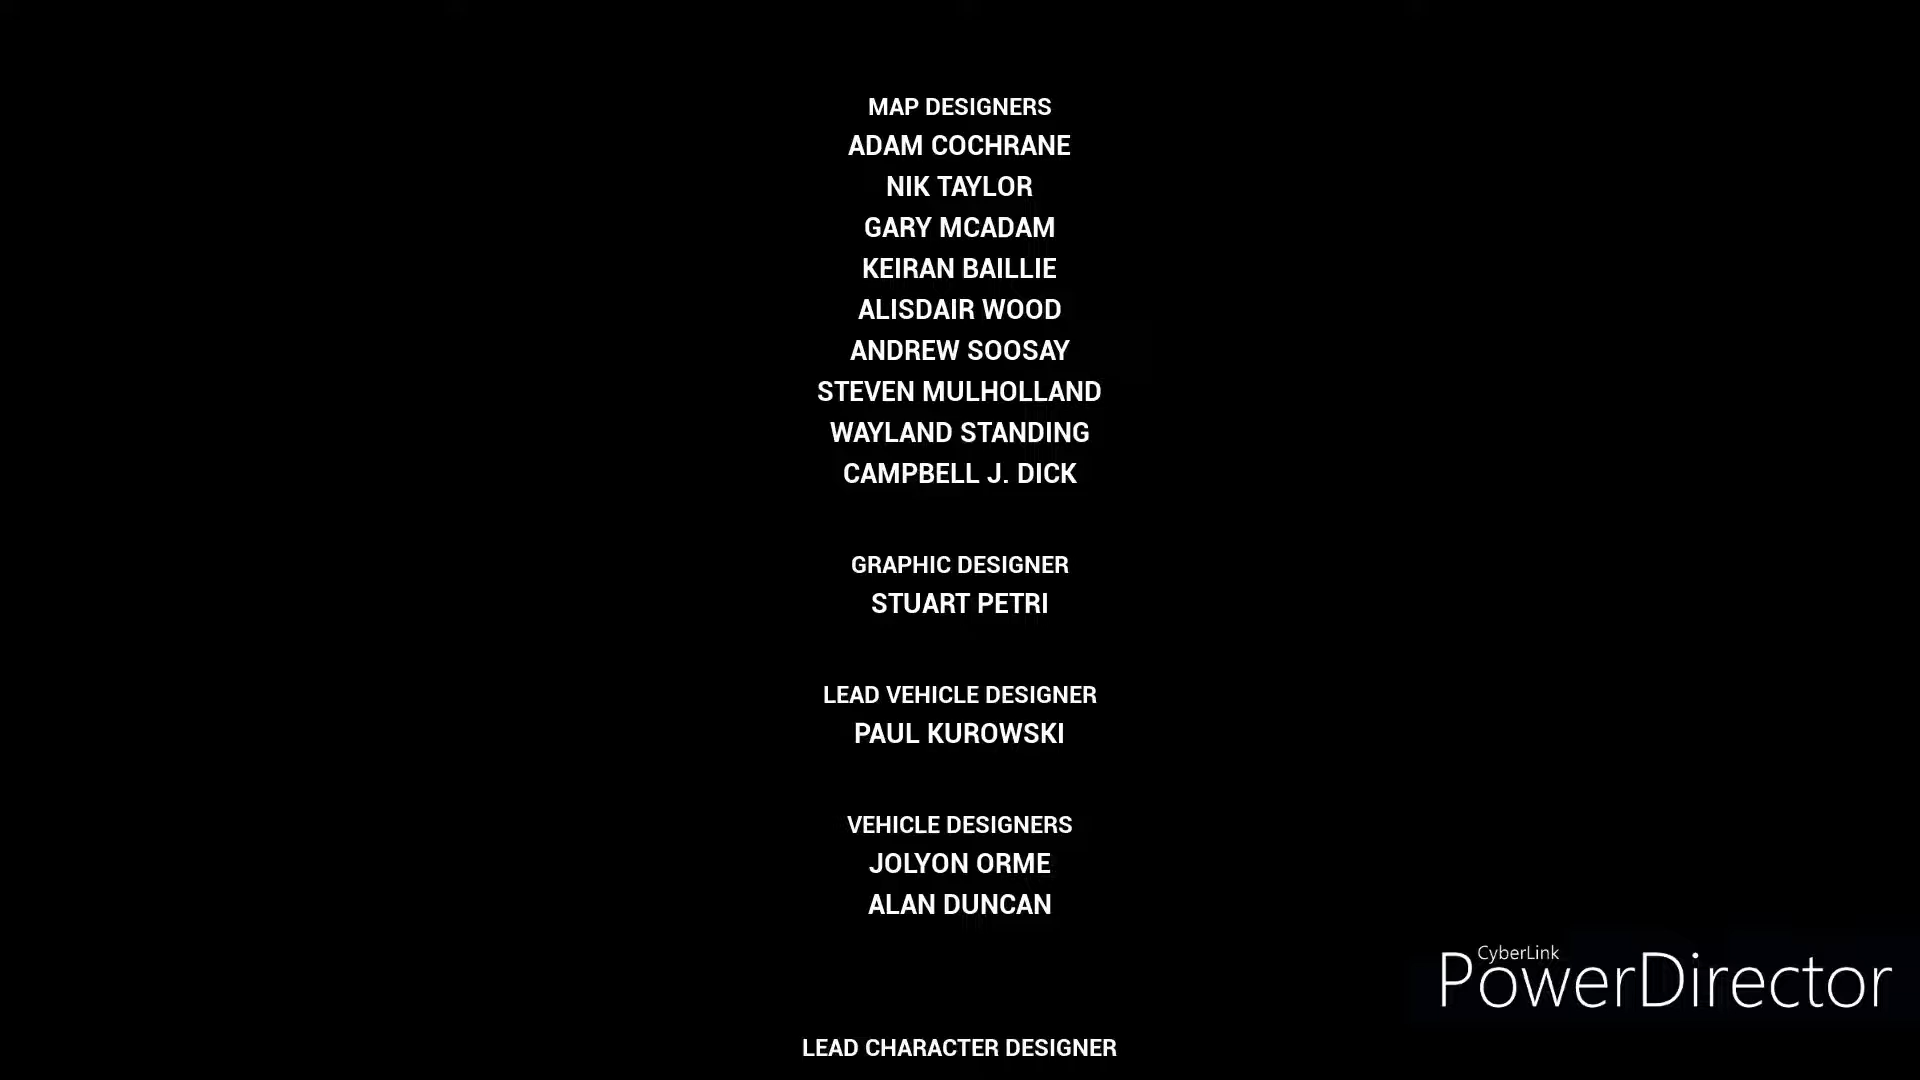 MAP DESIGNERS
ADAM COCHRANE
NIK TAYLOR
GARY MCADAM
KEIRAN BAILLIE
ALISDAIR WOOD
ANDREW SOOSAY
STEVEN MULHOLLAND
WAYLAND STANDING
CAMPBELL J. DICK
GRAPHIC DESIGNER
STUART PETRI
LEAD VEHICLE DESIGNER
PAUL KUROWSKI
VEHICLE DESIGNERS
JOLYON ORME
ALAN DUNCAN
CyberLink
PowerDirector
LEAD CHARACTER DESIGNER